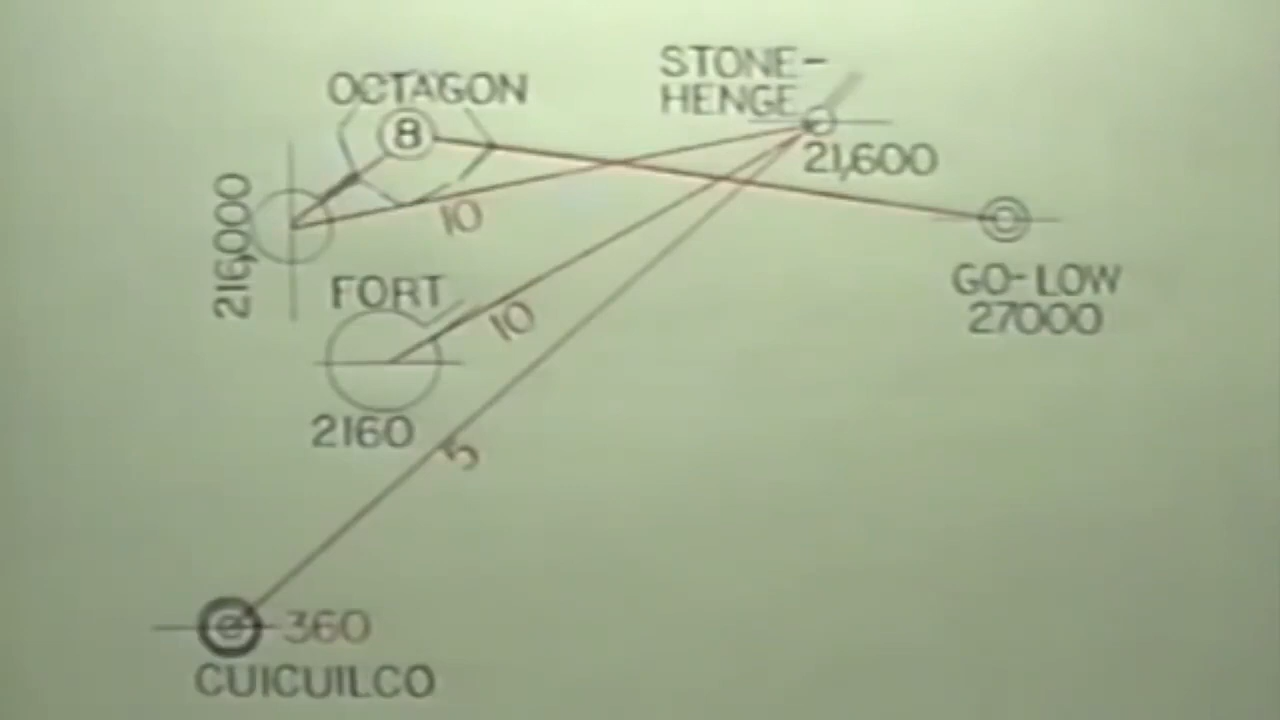 OCTAGON
8
STONE-
HENGE
21,600
216,000
10
GO-LOW
27000
FORT
10
2160
5
360
CUICUILCO